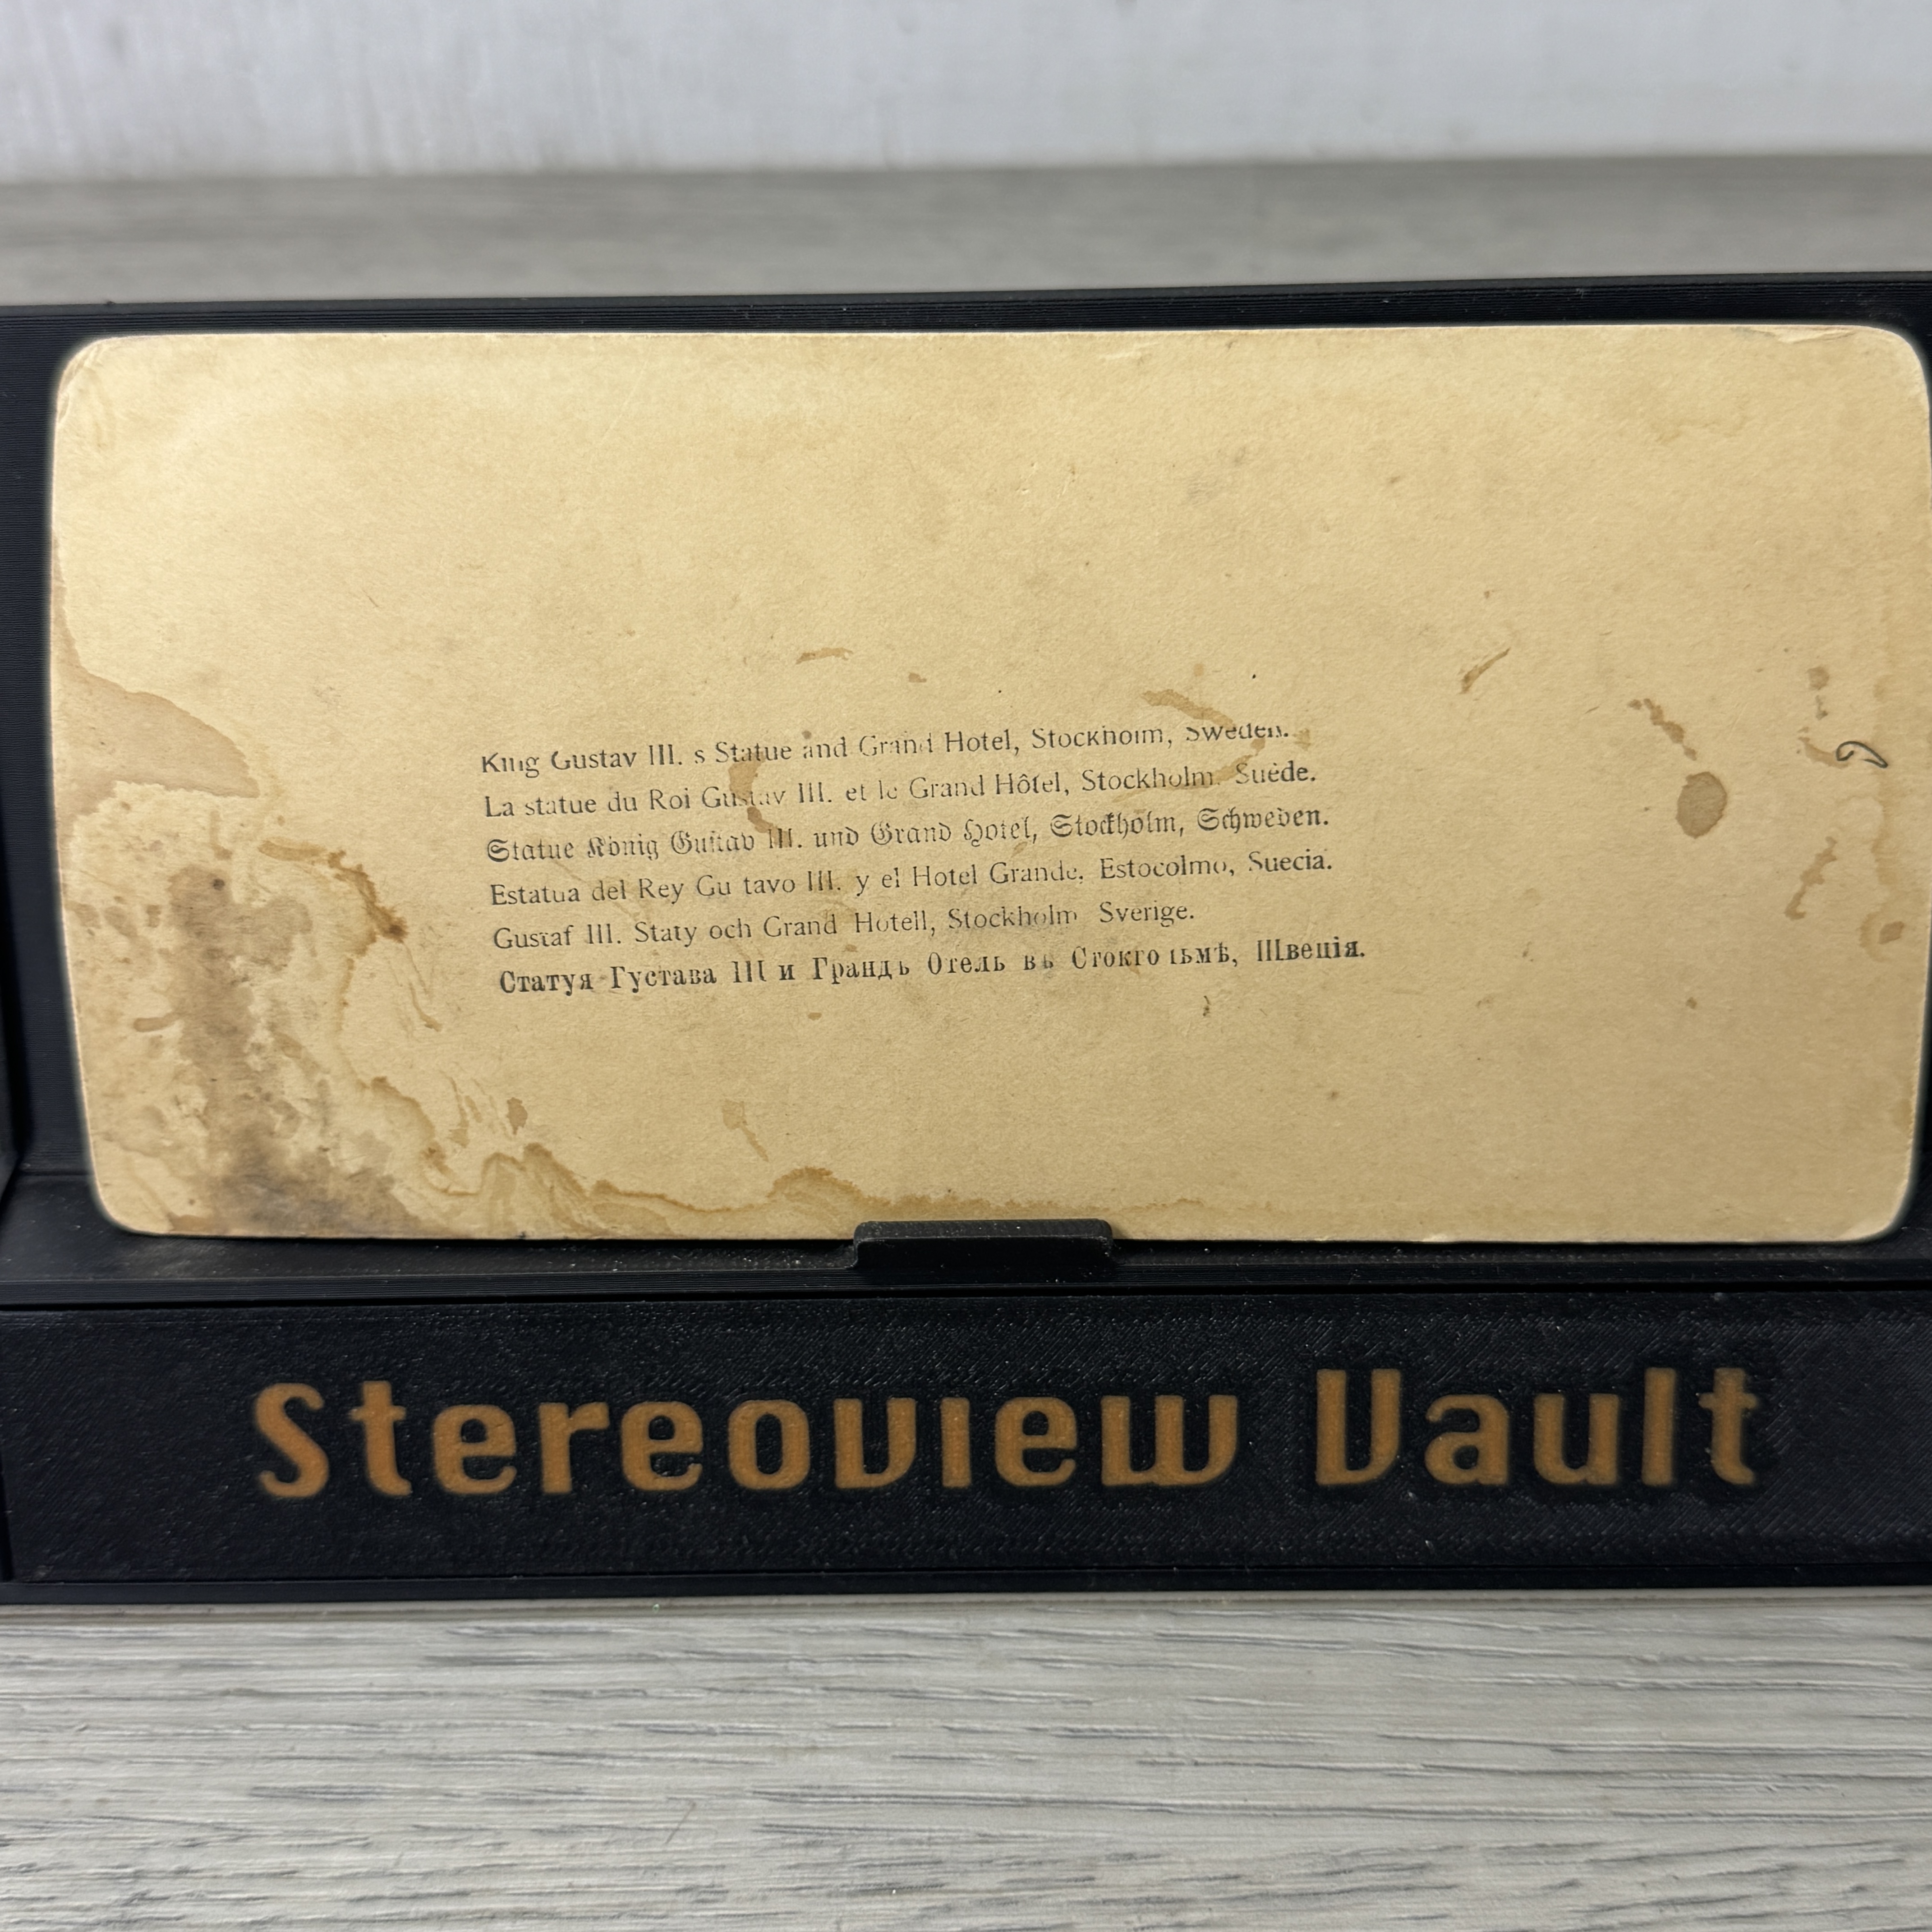 King Gustav III. s Statue and Grand Hotel, Stockholm, Sweden.
La statue du Roi Gustav III. et le Grand Hôtel, Stockholm. Suède.
Statue König Gustav III. und Grand Hotel, Stockholm, Schweden.
Estatua del Rey Gu tavo III. y el Hotel Grande. Estocolmo, Suecia.
Gustaf III. Staty och Grand Hotell, Stockholm Sverige.
Статуя Густава III и Грандъ Отель въ Стокгольмѣ, Швеція.
Stereoview Vault